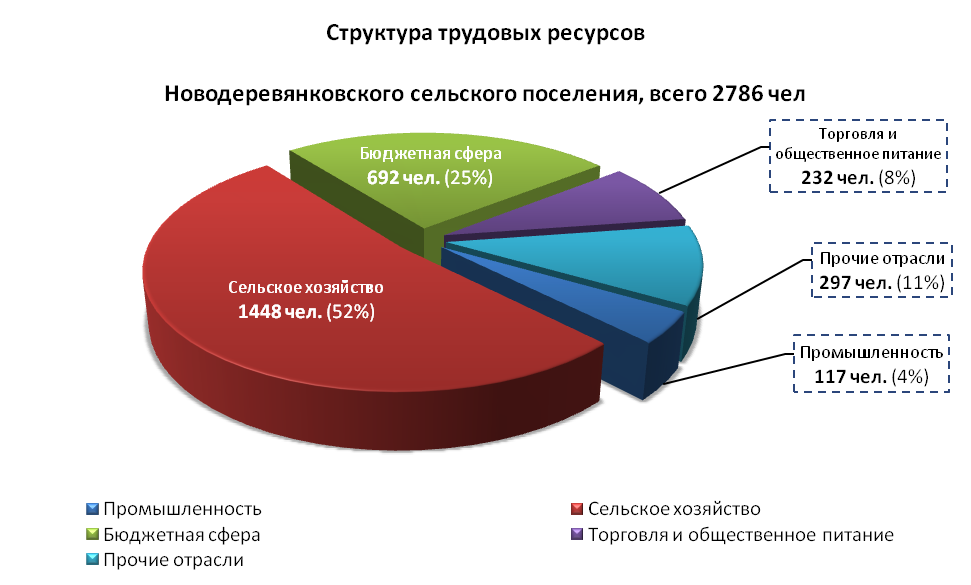 Структура трудовых ресурсов
Новодеревянковского сельского поселения, всего 2786 чел
Бюджетная сфера
692 чел. (25%)
Торговля и
общественное питание
232 чел. (8%)
Сельское хозяйство
1448 чел. (52%)
Прочие отрасли
297 чел. (11%)
Промышленность
117 чел. (4%)
Промышленность
Сельское хозяйство
Бюджетная сфера
Торговля и общественное питание
Прочие отрасли